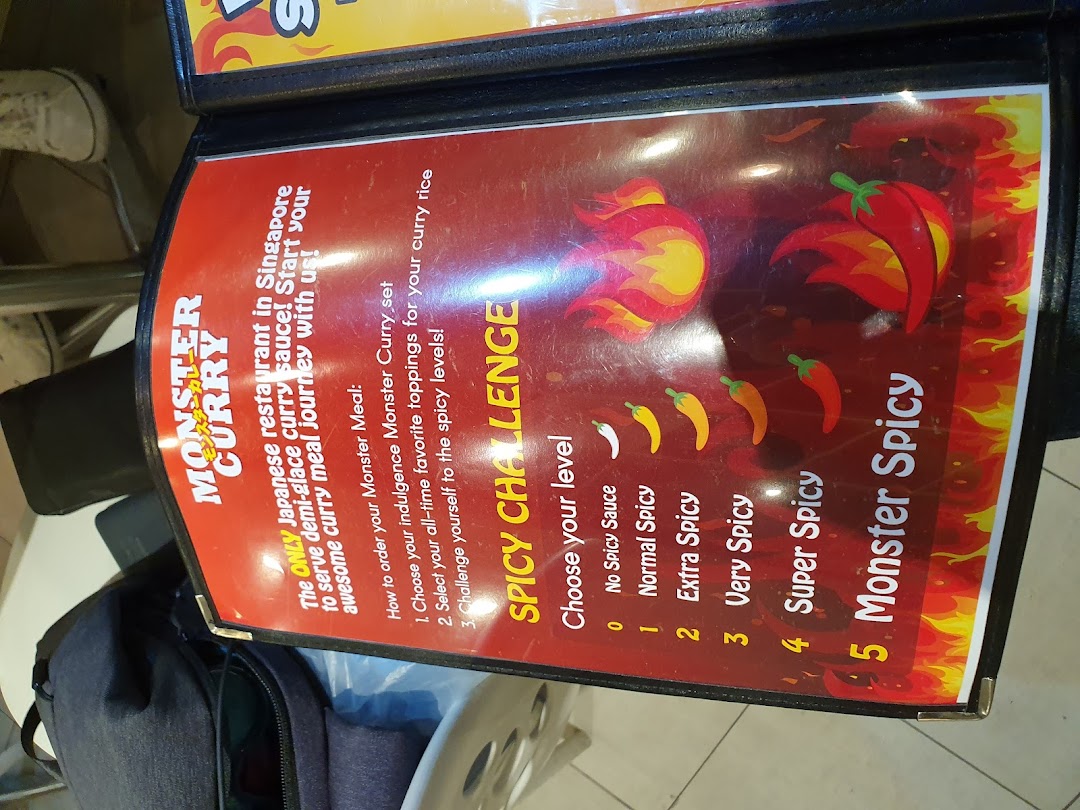 MONSTER
モンスターカレー
CURRY
The ONLY Japanese restaurant in Singapore
to serve demi-glace curry sauce! Start your
awesome curry meal journey with us!
How to order your Monster Meal:
1. Choose your indulgence Monster Curry set
2. Select your all-time favorite toppings for your curry rice
3. Challenge yourself to the spicy levels!
SPICY CHALLENGE
Choose your level
0 No Spicy Sauce
1 Normal Spicy
2 Extra Spicy
3 Very Spicy
4 Super Spicy
5 Monster Spicy